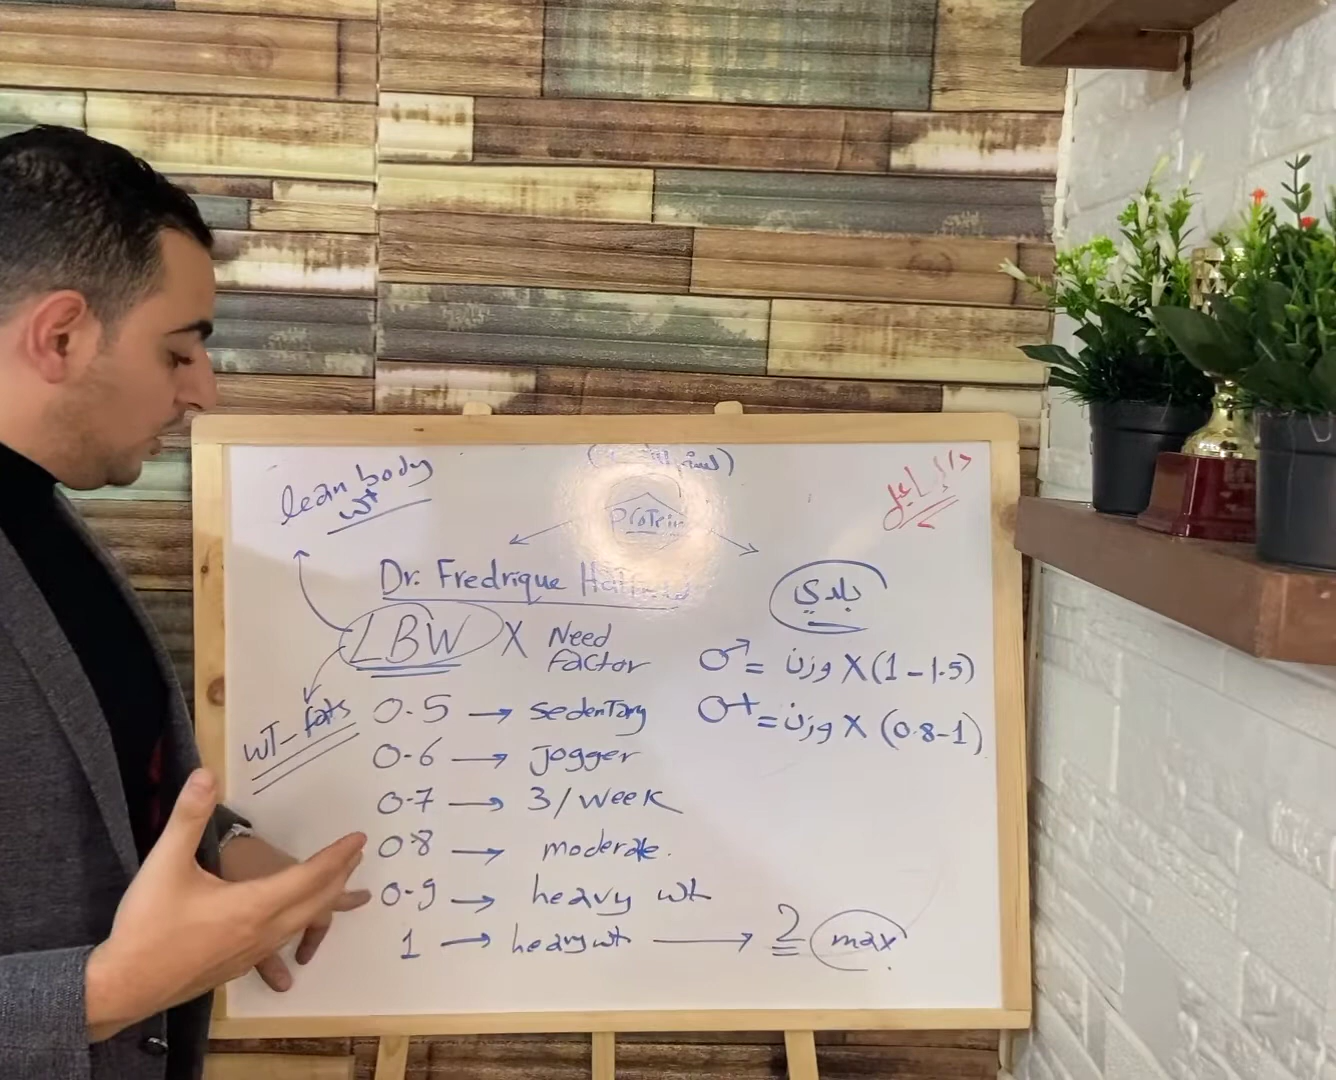 lean body
wt
Protein
Dr. Fredrique
بلدي
LBW X Need
Factor
♂ = وزن X (1 - 1.5)
♀ = وزن X (0.8-1)
WT- fats
0.5 → sedentary
0.6 → Jogger
0.7 → 3/week
0.8 → moderate.
0.9 → heavy wt
1 → heavy wt → 2 max